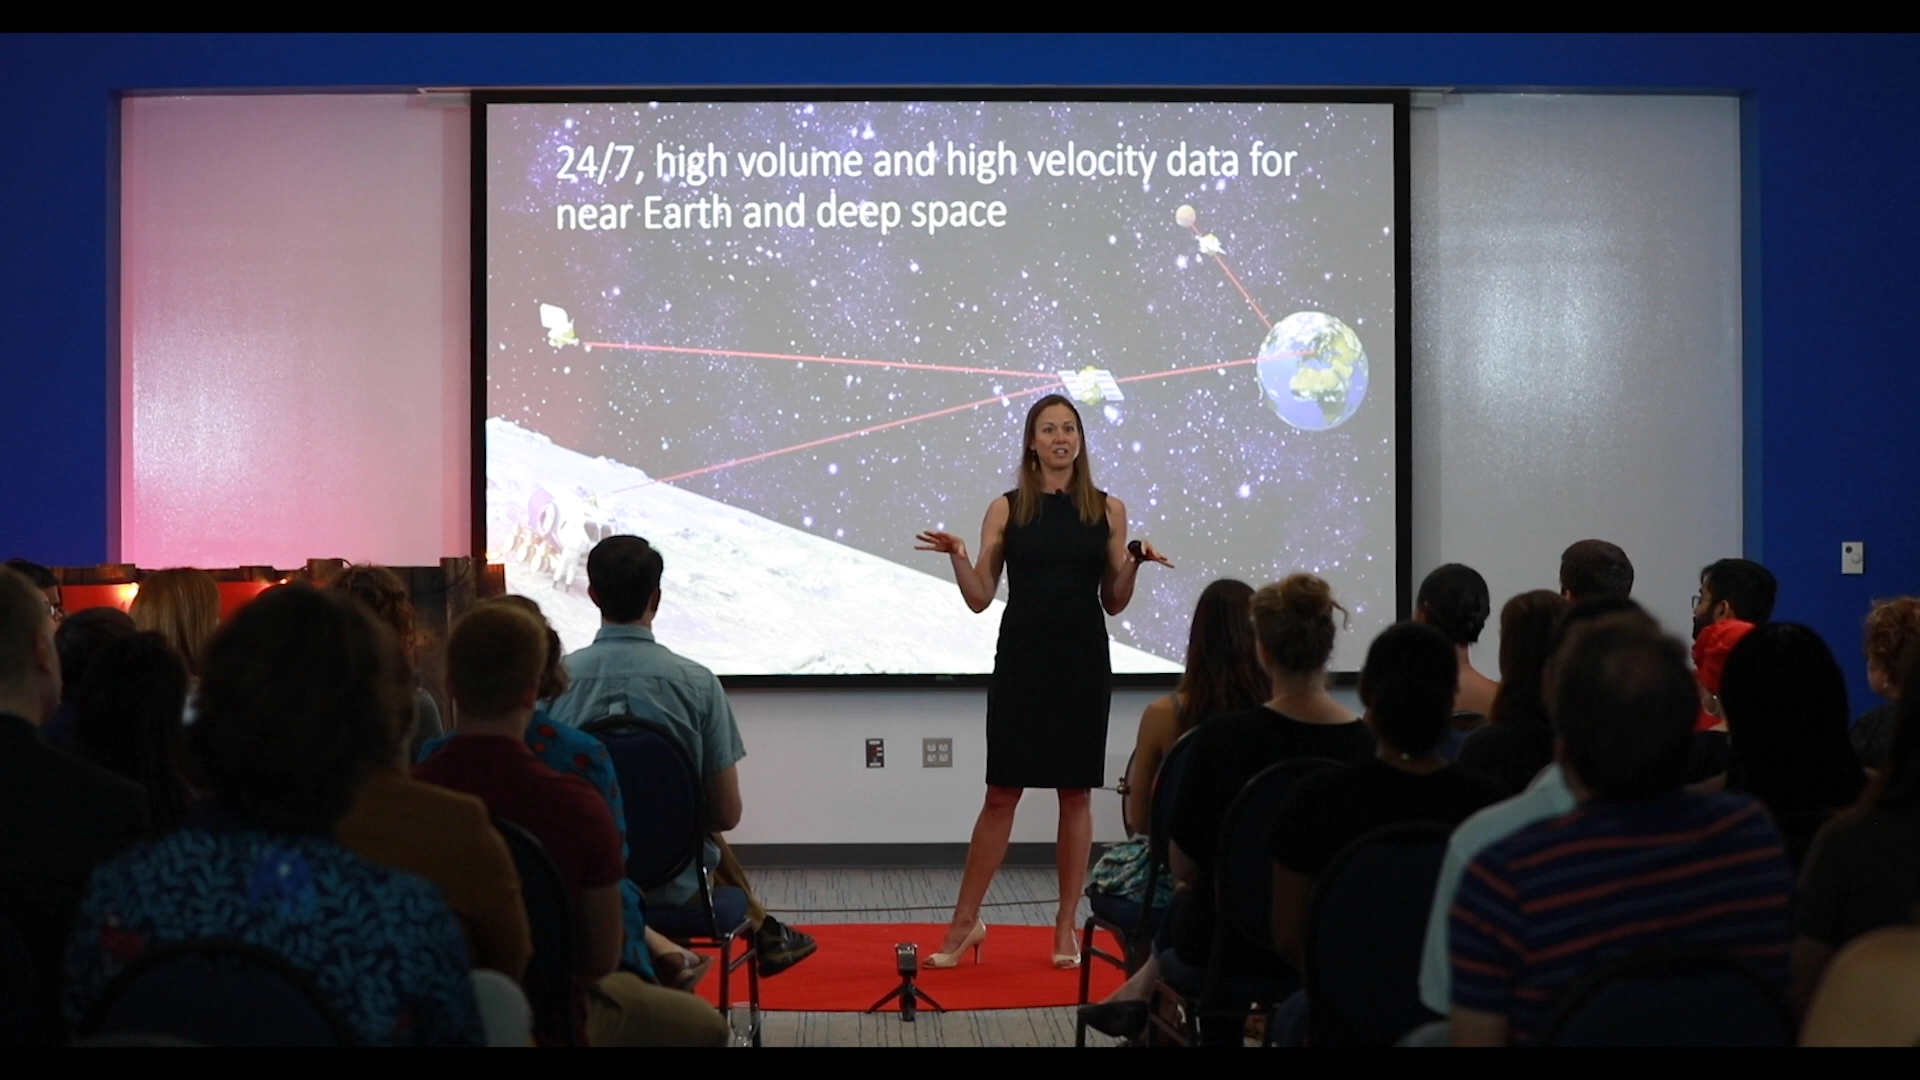 24/7, high volume and high velocity data for
near Earth and deep space